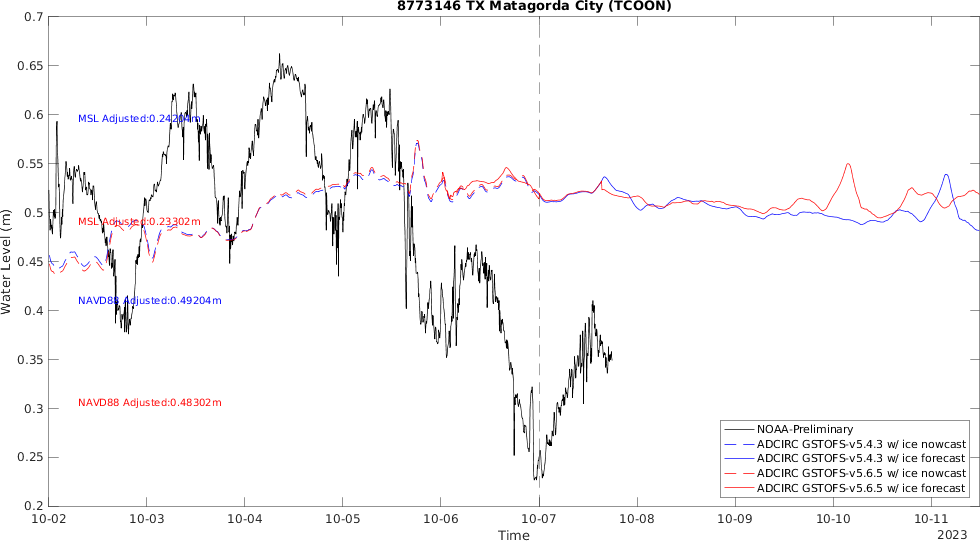 8773146 TX Matagorda City (TCOON)
Water Level (m)
0.7
0.65
0.6
0.55
0.5
0.45
0.4
0.35
0.3
0.25
0.2
MSL Adjusted:0.24204m
MSL Adjusted:0.23302m
NAVD88 Adjusted:0.49204m
NAVD88 Adjusted:0.48302m
NOAA-Preliminary
ADCIRC GSTOFS-v5.4.3 w/ ice nowcast
ADCIRC GSTOFS-v5.4.3 w/ ice forecast
ADCIRC GSTOFS-v5.6.5 w/ ice nowcast
ADCIRC GSTOFS-v5.6.5 w/ ice forecast
10-02 10-03 10-04 10-05 10-06 10-07 10-08 10-09 10-10 10-11
Time
2023